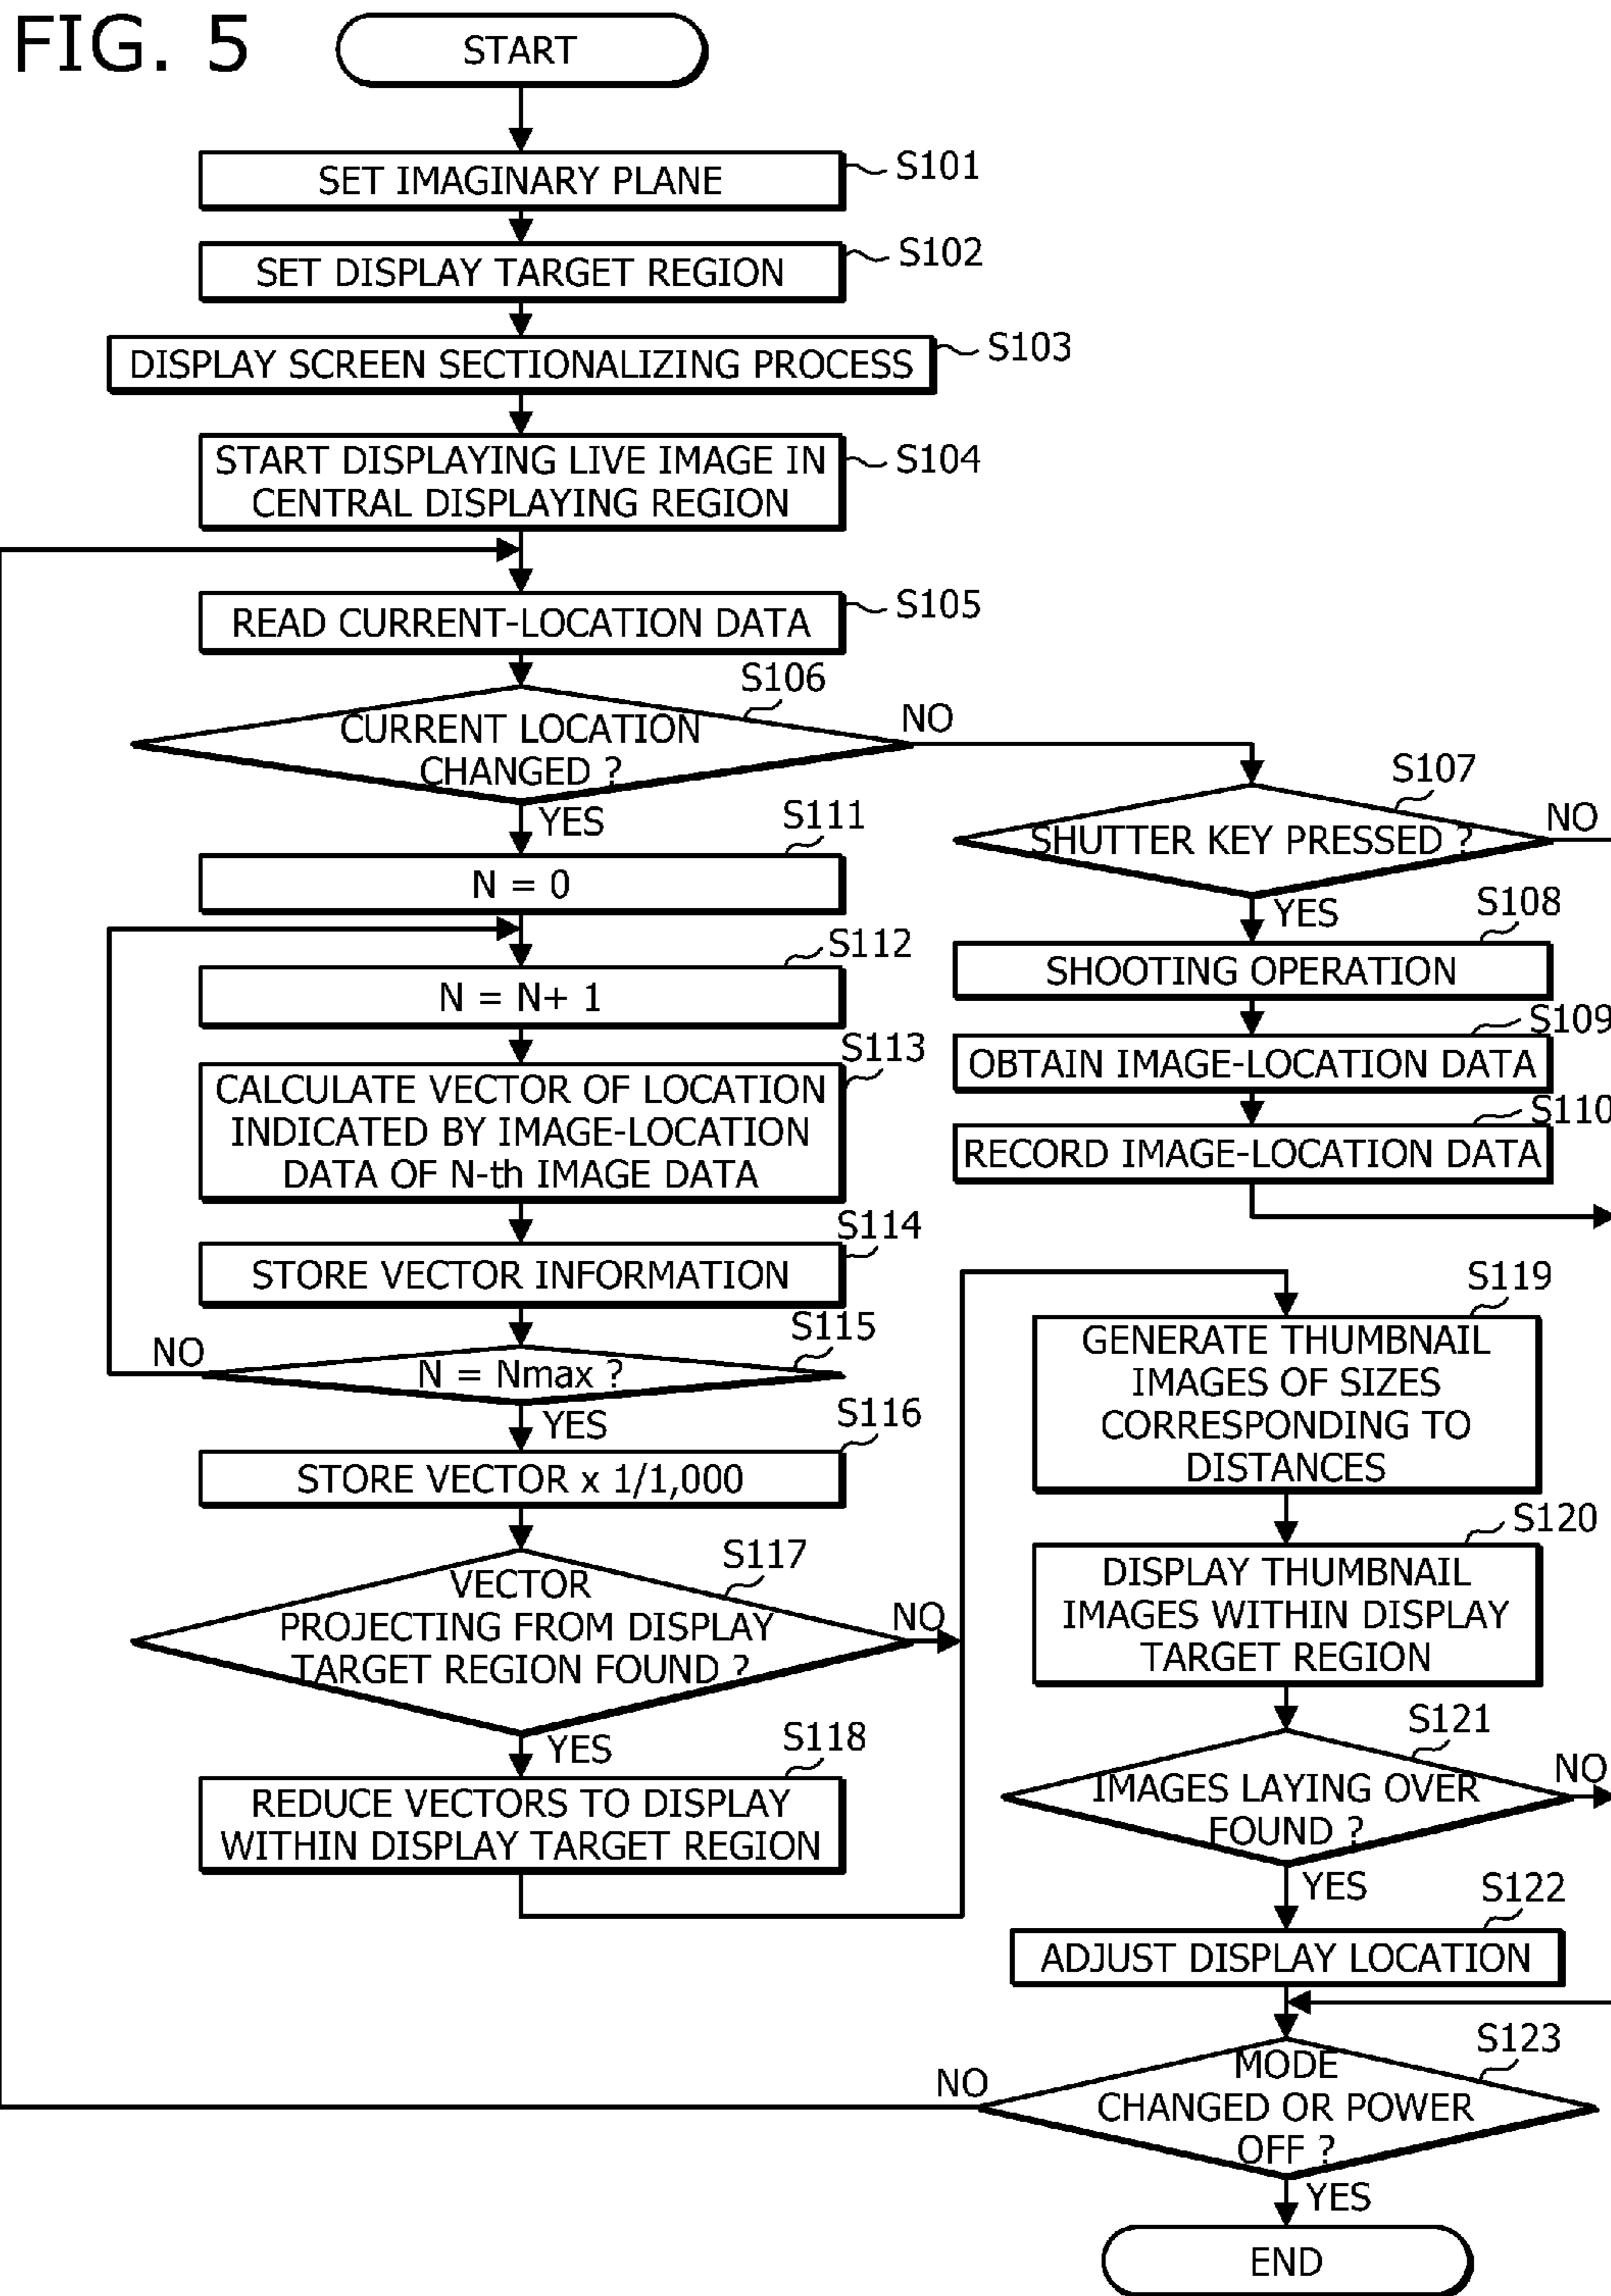 FIG. 5
START
SET IMAGINARY PLANE
S101
SET DISPLAY TARGET REGION
S102
DISPLAY SCREEN SECTIONALIZING PROCESS
S103
START DISPLAYING LIVE IMAGE IN
CENTRAL DISPLAYING REGION
S104
READ CURRENT-LOCATION DATA
S105
S106
CURRENT LOCATION
CHANGED ?
NO
YES
S107
SHUTTER KEY PRESSED ?
NO
YES
S108
SHOOTING OPERATION
S109
OBTAIN IMAGE-LOCATION DATA
S110
RECORD IMAGE-LOCATION DATA
S111
N = 0
S112
N = N+ 1
S113
CALCULATE VECTOR OF LOCATION
INDICATED BY IMAGE-LOCATION
DATA OF N-th IMAGE DATA
S114
STORE VECTOR INFORMATION
S115
NO
N = Nmax ?
YES
S116
STORE VECTOR x 1/1,000
S117
VECTOR
PROJECTING FROM DISPLAY
TARGET REGION FOUND ?
NO
YES
S118
REDUCE VECTORS TO DISPLAY
WITHIN DISPLAY TARGET REGION
S119
GENERATE THUMBNAIL
IMAGES OF SIZES
CORRESPONDING TO
DISTANCES
S120
DISPLAY THUMBNAIL
IMAGES WITHIN DISPLAY
TARGET REGION
S121
IMAGES LAYING OVER
FOUND ?
NO
YES
S122
ADJUST DISPLAY LOCATION
S123
MODE
CHANGED OR POWER
OFF ?
NO
YES
END